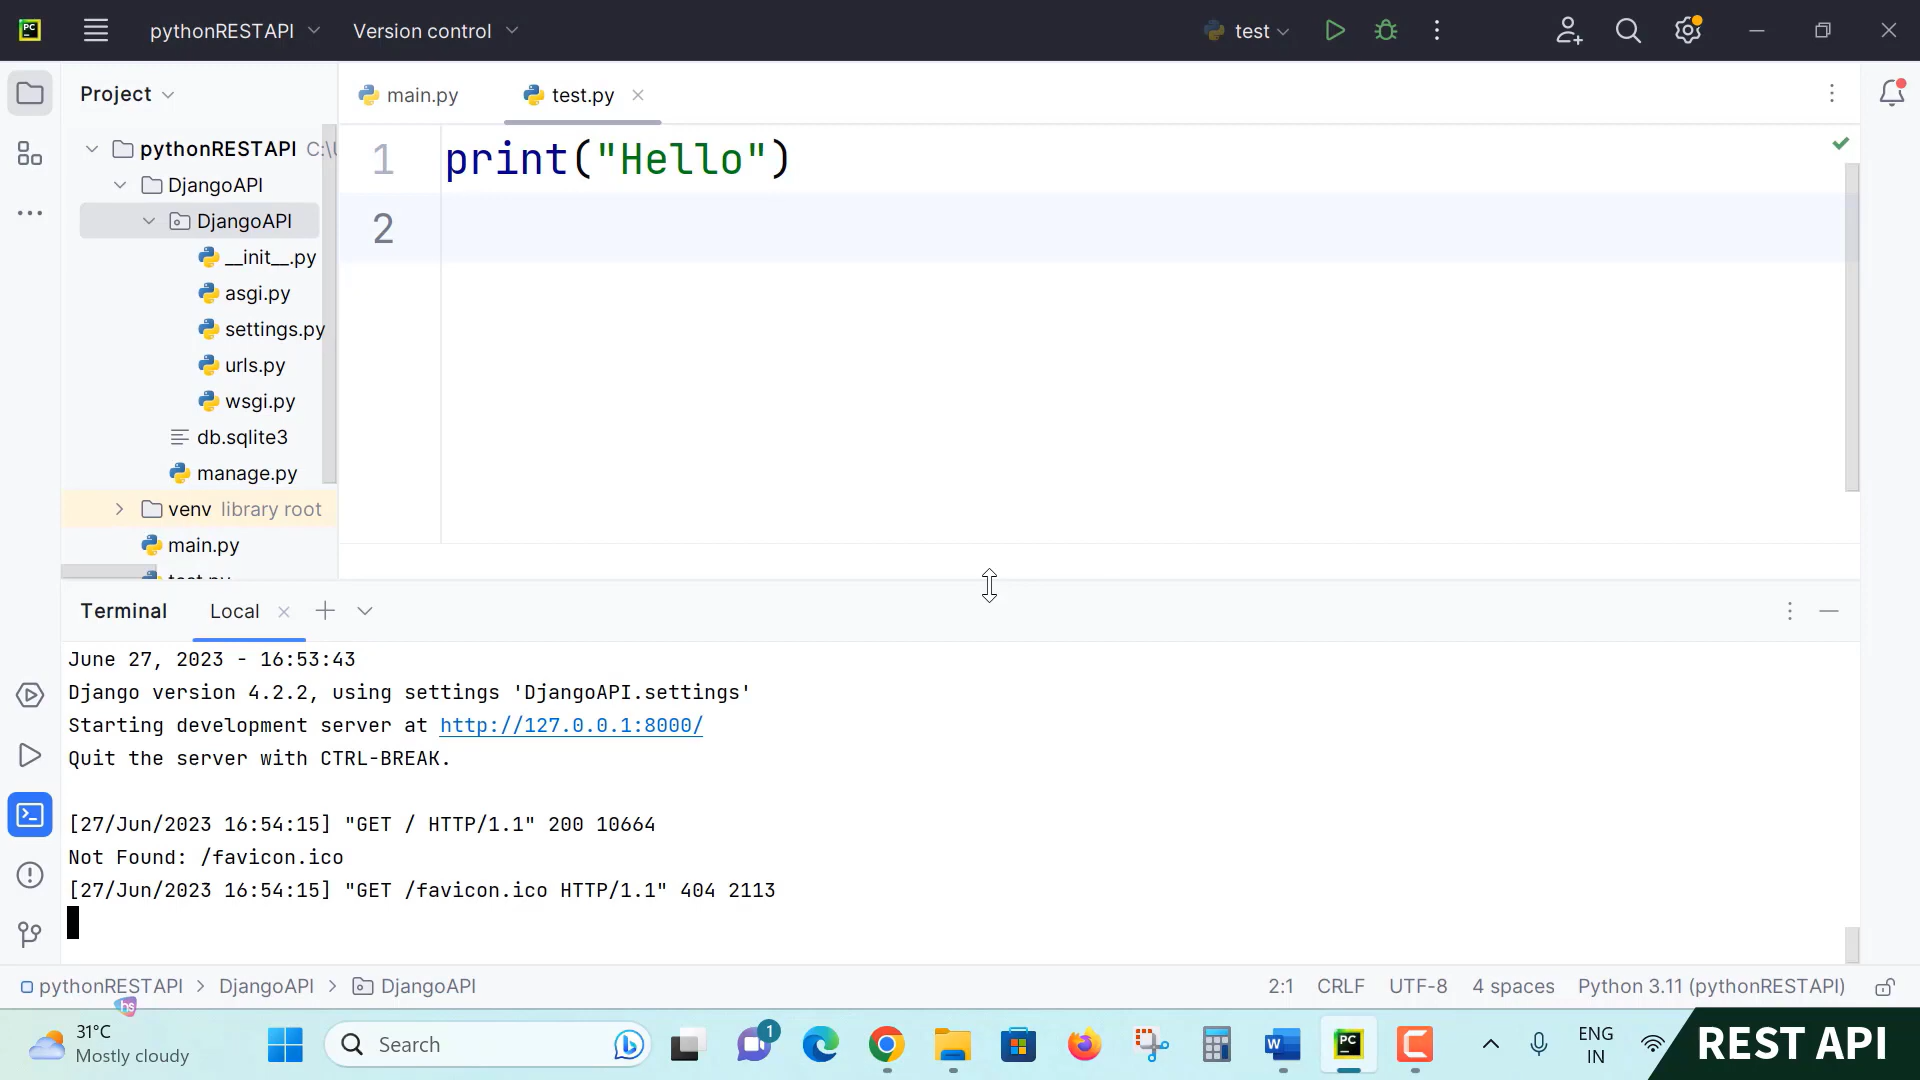 PC pythonRESTAPI Version control test
Project
main.py test.py
pythonRESTAPI C:\U
DjangoAPI
DjangoAPI
__init__.py
asgi.py
settings.py
urls.py
wsgi.py
db.sqlite3
manage.py
venv library root
main.py
test.py
1 print("Hello")
2
Terminal Local
June 27, 2023 - 16:53:43
Django version 4.2.2, using settings 'DjangoAPI.settings'
Starting development server at http://127.0.0.1:8000/
Quit the server with CTRL-BREAK.
[27/Jun/2023 16:54:15] "GET / HTTP/1.1" 200 10664
Not Found: /favicon.ico
[27/Jun/2023 16:54:15] "GET /favicon.ico HTTP/1.1" 404 2113
pythonRESTAPI > DjangoAPI > DjangoAPI 2:1 CRLF UTF-8 4 spaces Python 3.11 (pythonRESTAPI)
hs
31°C
Mostly cloudy
Search
1
W
PC
ENG
IN
REST API